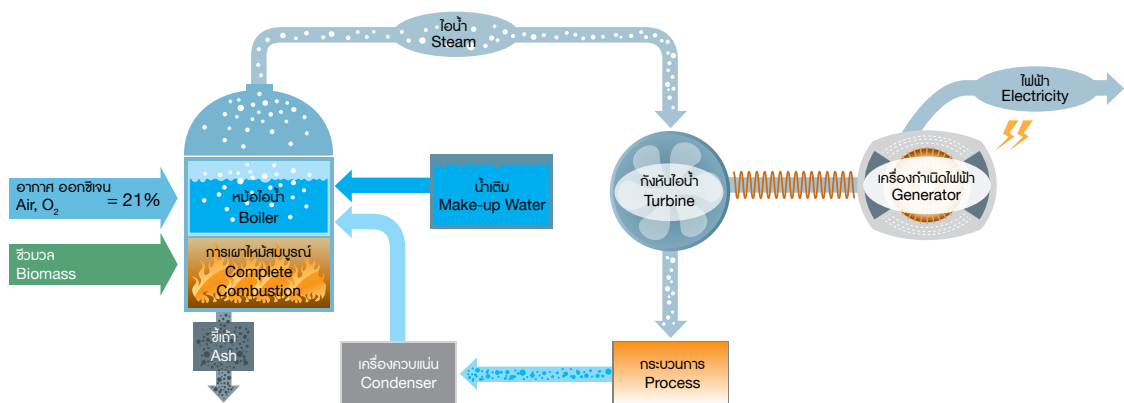 ไอน้ำ
Steam
ไฟฟ้า
Electricity
อากาศ ออกซิเจน
Air, O₂ = 21%
หม้อไอน้ำ
Boiler
น้ำเติม
Make-up Water
กังหันไอน้ำ
Turbine
เครื่องกำเนิดไฟฟ้า
Generator
ชีวมวล
Biomass
การเผาไหม้สมบูรณ์
Complete
Combustion
ขี้เถ้า
Ash
เครื่องควบแน่น
Condenser
กระบวนการ
Process